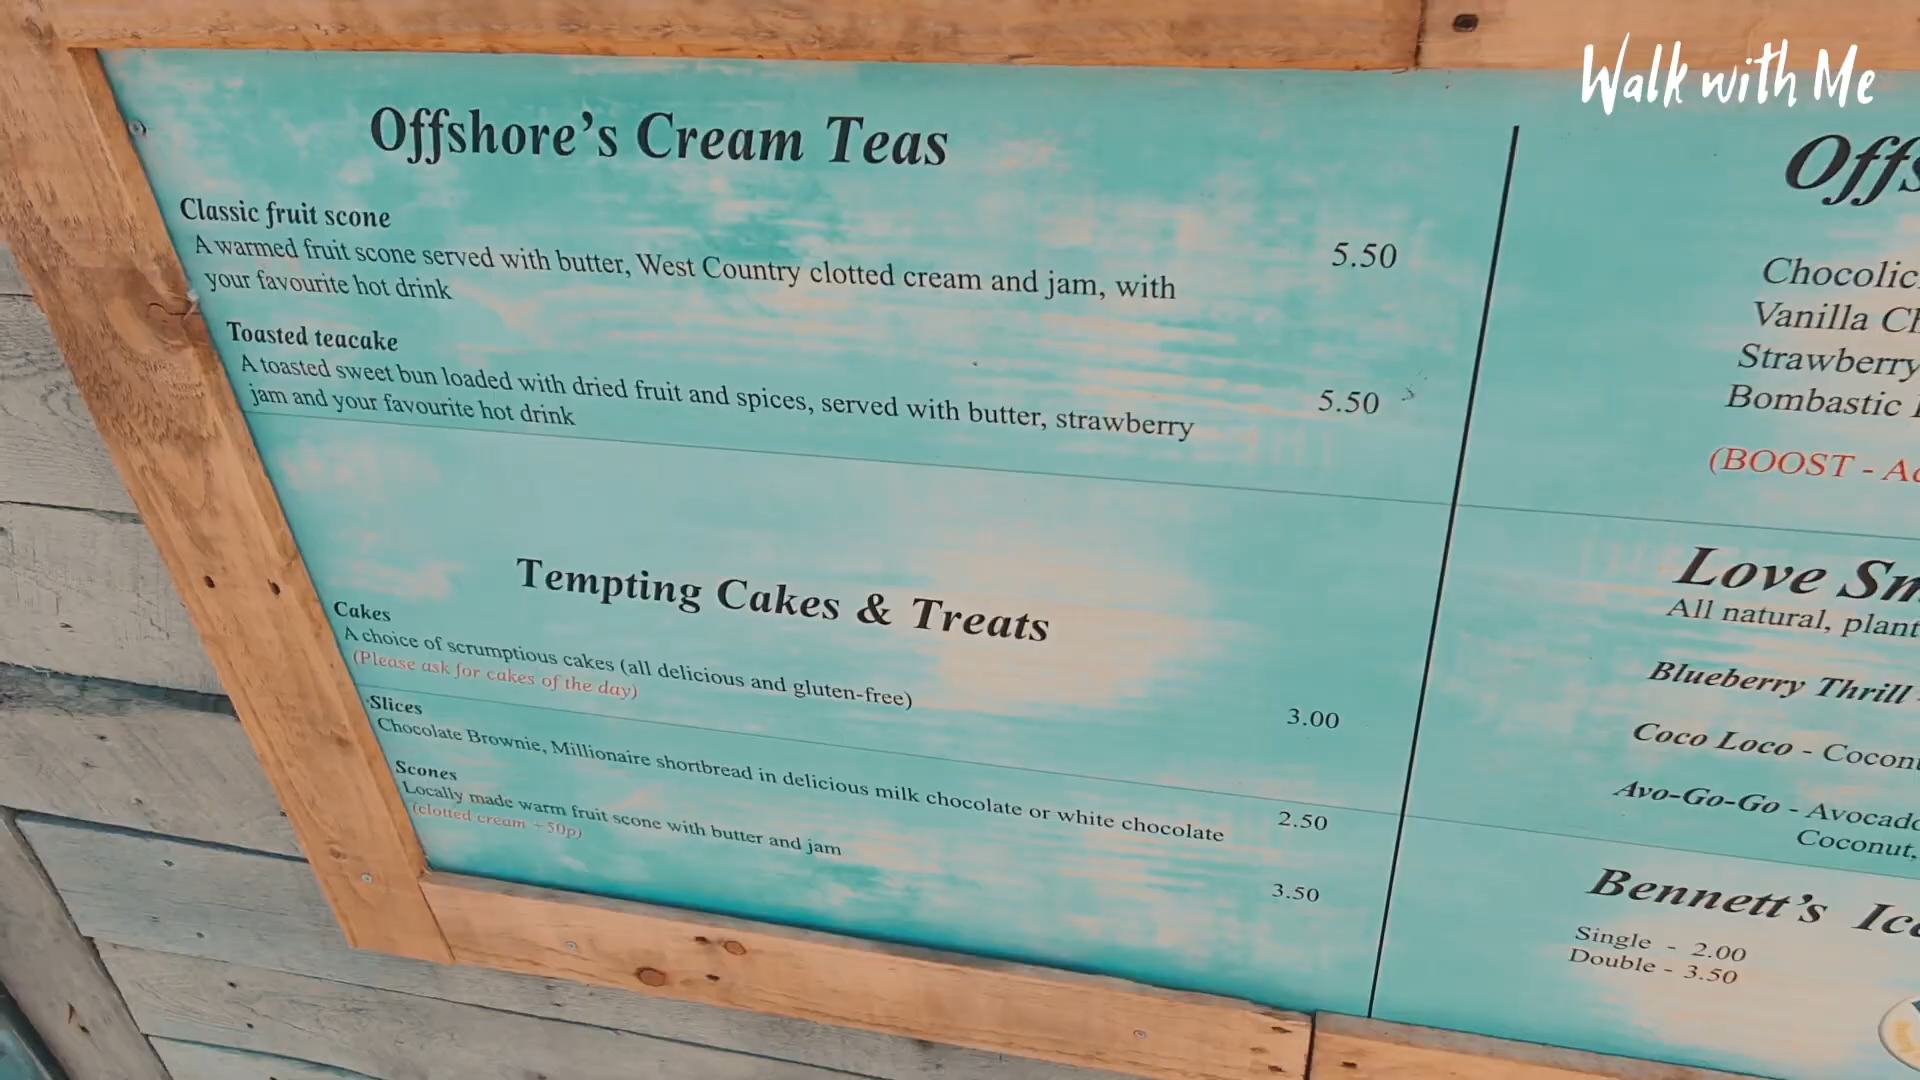 Walk with Me
Offshore's Cream Teas
Classic fruit scone
A warmed fruit scone served with butter, West Country clotted cream and jam, with
your favourite hot drink
5.50
Toasted teacake
A toasted sweet bun loaded with dried fruit and spices, served with butter, strawberry
jam and your favourite hot drink
5.50
Tempting Cakes & Treats
Cakes
A choice of scrumptious cakes (all delicious and gluten-free)
(Please ask for cakes of the day)
3.00
Slices
Chocolate Brownie, Millionaire shortbread in delicious milk chocolate or white chocolate
2.50
Scones
Locally made warm fruit scone with butter and jam
(clotted cream - 50p)
3.50
Vanilla
Strawberry
Bombastic
(BOOST -
Love
All natural, plant
Blueberry Thrill
Coco Loco -
Avo-Go-Go -
Coconut,
Bennett's
Single - 2.00
Double - 3.50